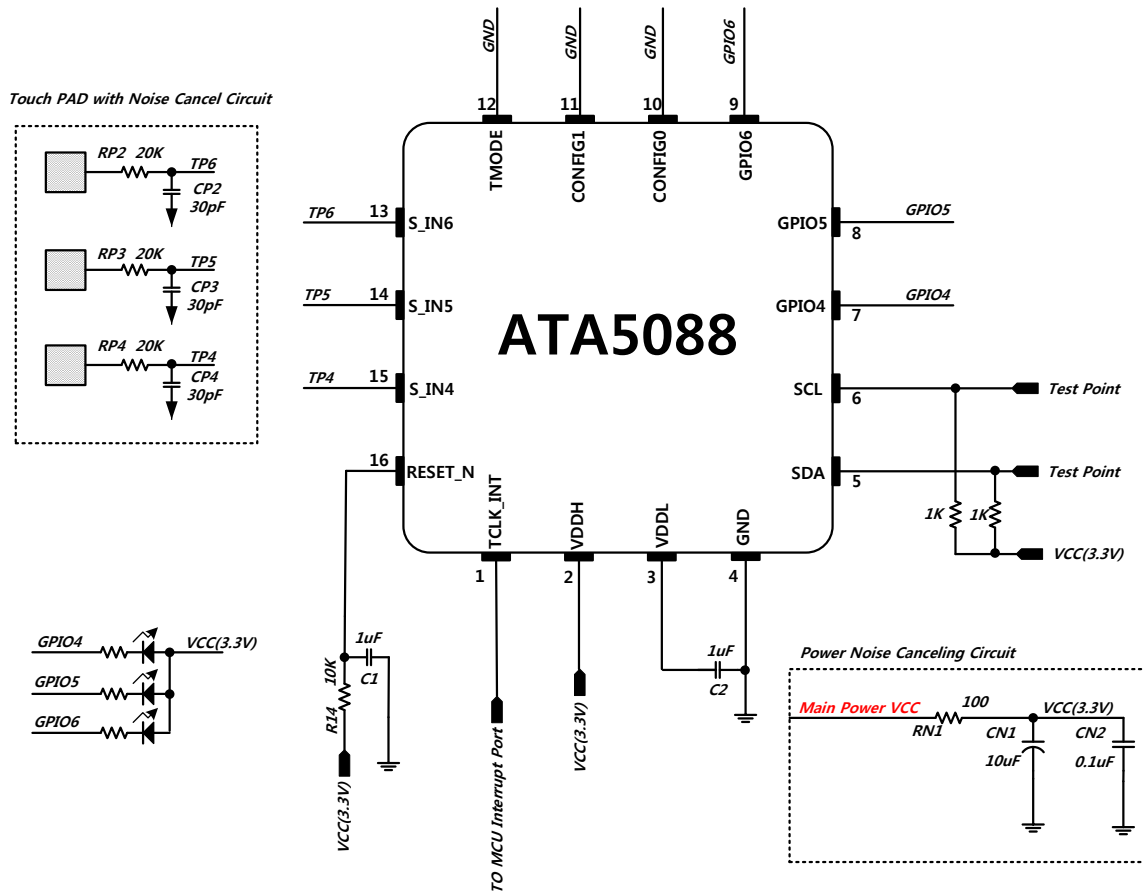 GND
GND
GND
GPIO6
12
11
10
9
TMODE
CONFIG1
CONFIG0
GPIO6
Touch PAD with Noise Cancel Circuit
RP2 20K
TP6
CP2
30pF
RP3 20K
TP5
CP3
30pF
RP4 20K
TP4
CP4
30pF
TP6
13
S_IN6
TP5
14
S_IN5
TP4
15
S_IN4
16
RESET_N
ATA5088
GPIO5
8
GPIO5
GPIO4
7
GPIO4
SCL
6
Test Point
SDA
5
Test Point
1K
1K
VCC(3.3V)
TCLK_INT
VDDH
VDDL
GND
1
2
3
4
GPIO4
VCC(3.3V)
GPIO5
GPIO6
1uF
C1
10K
R14
VCC(3.3V)
TO MCU Interrupt Port
VCC(3.3V)
1uF
C2
Power Noise Canceling Circuit
Main Power VCC
100
RN1
VCC(3.3V)
CN1
10uF
CN2
0.1uF